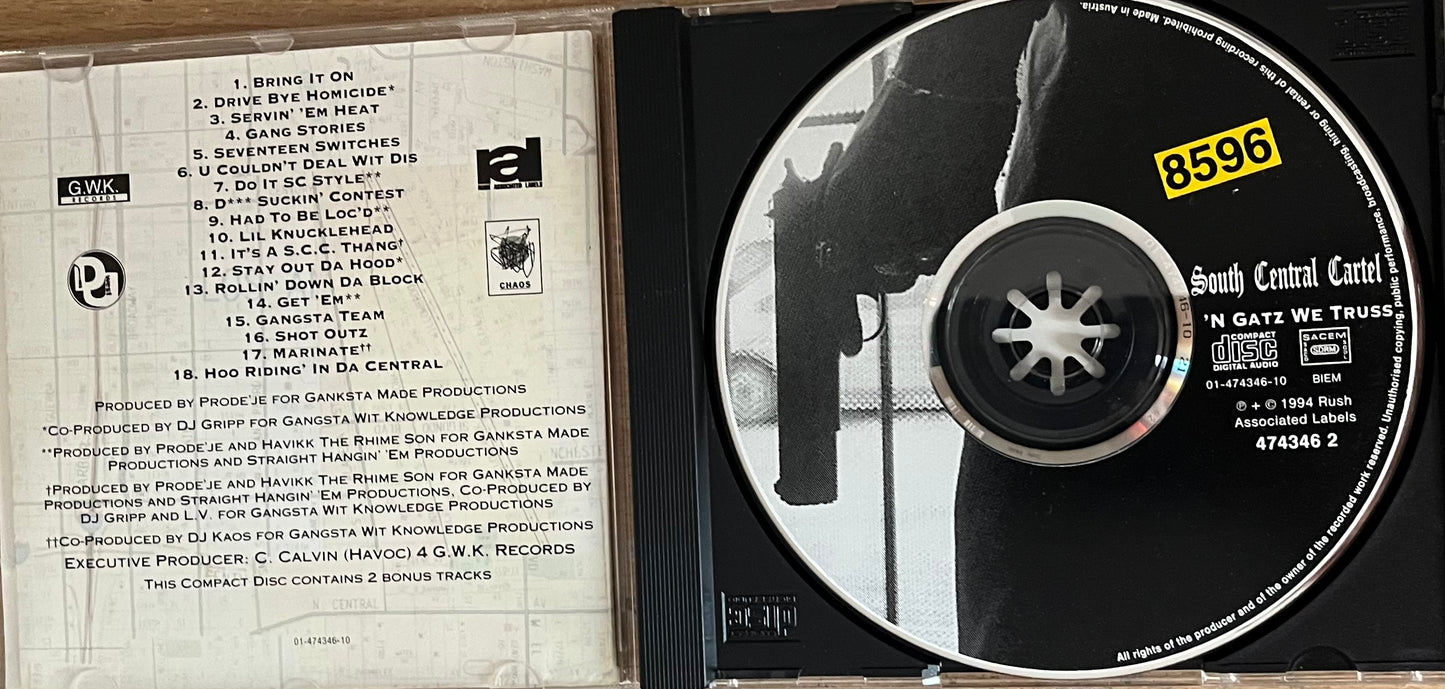 1. BRING IT ON
2. DRIVE BYE HOMICIDE*
3. SERVIN' 'EM HEAT
4. GANG STORIES
5. SEVENTEEN SWITCHES
6. U COULDN'T DEAL WIT DIS
7. DO IT SC STYLE**
8. D*** SUCKIN' CONTEST
9. HAD TO BE LOC'D**
10. LIL KNUCKLEHEAD
11. IT'S A S.C.C. THANG†
12. STAY OUT DA HOOD*
13. ROLLIN' DOWN DA BLOCK
14. GET 'EM**
15. GANGSTA TEAM
16. SHOT OUTZ
17. MARINATE††
18. HOO RIDING' IN DA CENTRAL
G.W.K.
RECORDS
ral
ASSOCIATED LABELS
CHAOS
PRODUCED BY PRODE'JE FOR GANKSTA MADE PRODUCTIONS
*CO-PRODUCED BY DJ GRIPP FOR GANGSTA WIT KNOWLEDGE PRODUCTIONS
**PRODUCED BY PRODE'JE AND HAVIKK THE RHIME SON FOR GANKSTA MADE
PRODUCTIONS AND STRAIGHT HANGIN' 'EM PRODUCTIONS
†PRODUCED BY PRODE'JE AND HAVIKK THE RHIME SON FOR GANKSTA MADE
PRODUCTIONS AND STRAIGHT HANGIN' 'EM PRODUCTIONS, CO-PRODUCED BY
DJ GRIPP AND L.V. FOR GANGSTA WIT KNOWLEDGE PRODUCTIONS
††CO-PRODUCED BY DJ KAOS FOR GANGSTA WIT KNOWLEDGE PRODUCTIONS
EXECUTIVE PRODUCER: C. CALVIN (HAVOC) 4 G.W.K. RECORDS
THIS COMPACT DISC CONTAINS 2 BONUS TRACKS
N CENTRAL AV
WASHINGTON
01-474346-10
8596
South Central Cartel
'N GATZ WE TRUSS
COMPACT
disc
DIGITAL AUDIO
SACEM
SDRM
01-474346-10 BIEM
℗ + © 1994 Rush
Associated Labels
474346 2
All rights of the producer and of the owner of the recorded work reserved. Unauthorised copying, public performance, broadcasting, hiring or rental of this recording prohibited. Made in Austria.